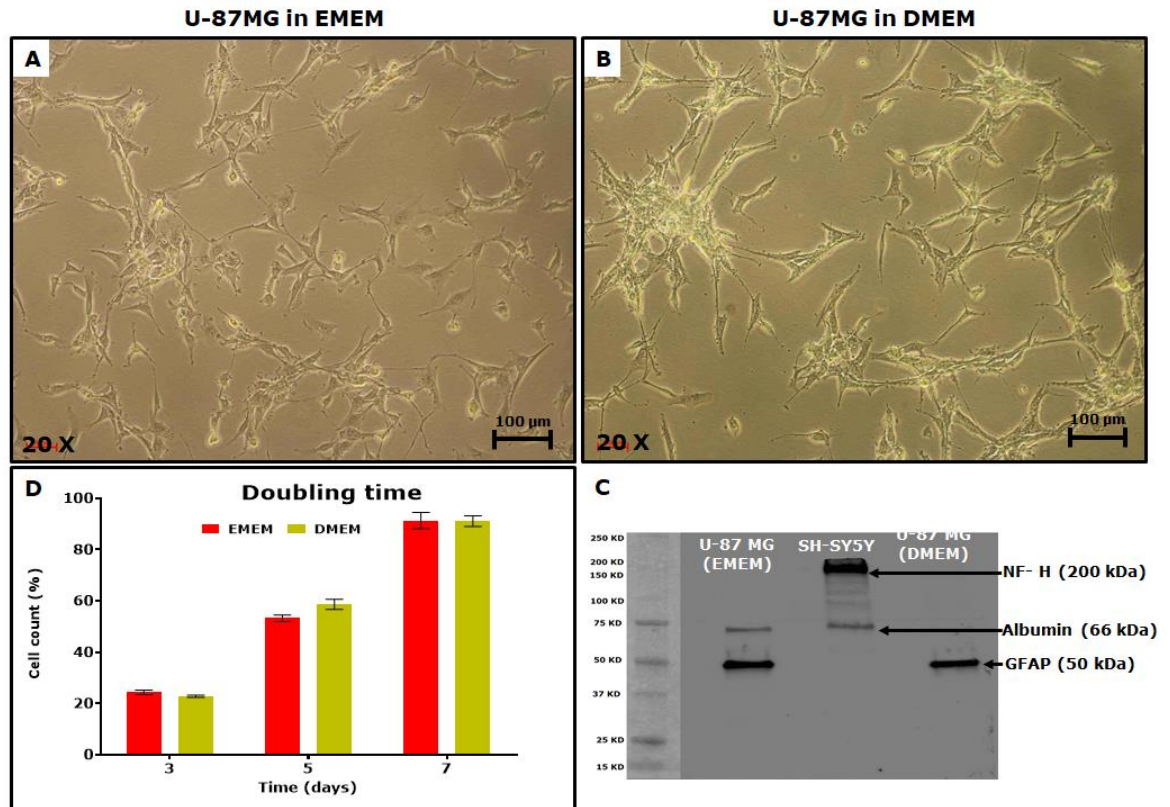 U-87MG in EMEM
U-87MG in DMEM
A
B
20 X
100 µm
20 X
100 µm
D
Doubling time
EMEM
DMEM
Cell count (%)
100
80
60
40
20
0
3
5
7
Time (days)
C
250 KD
200 KD
150 KD
100 KD
75 KD
50 KD
37 KD
25 KD
15 KD
U-87 MG
(EMEM)
SH-SY5Y
U-87 MG
(DMEM)
NF- H (200 kDa)
Albumin (66 kDa)
GFAP (50 kDa)